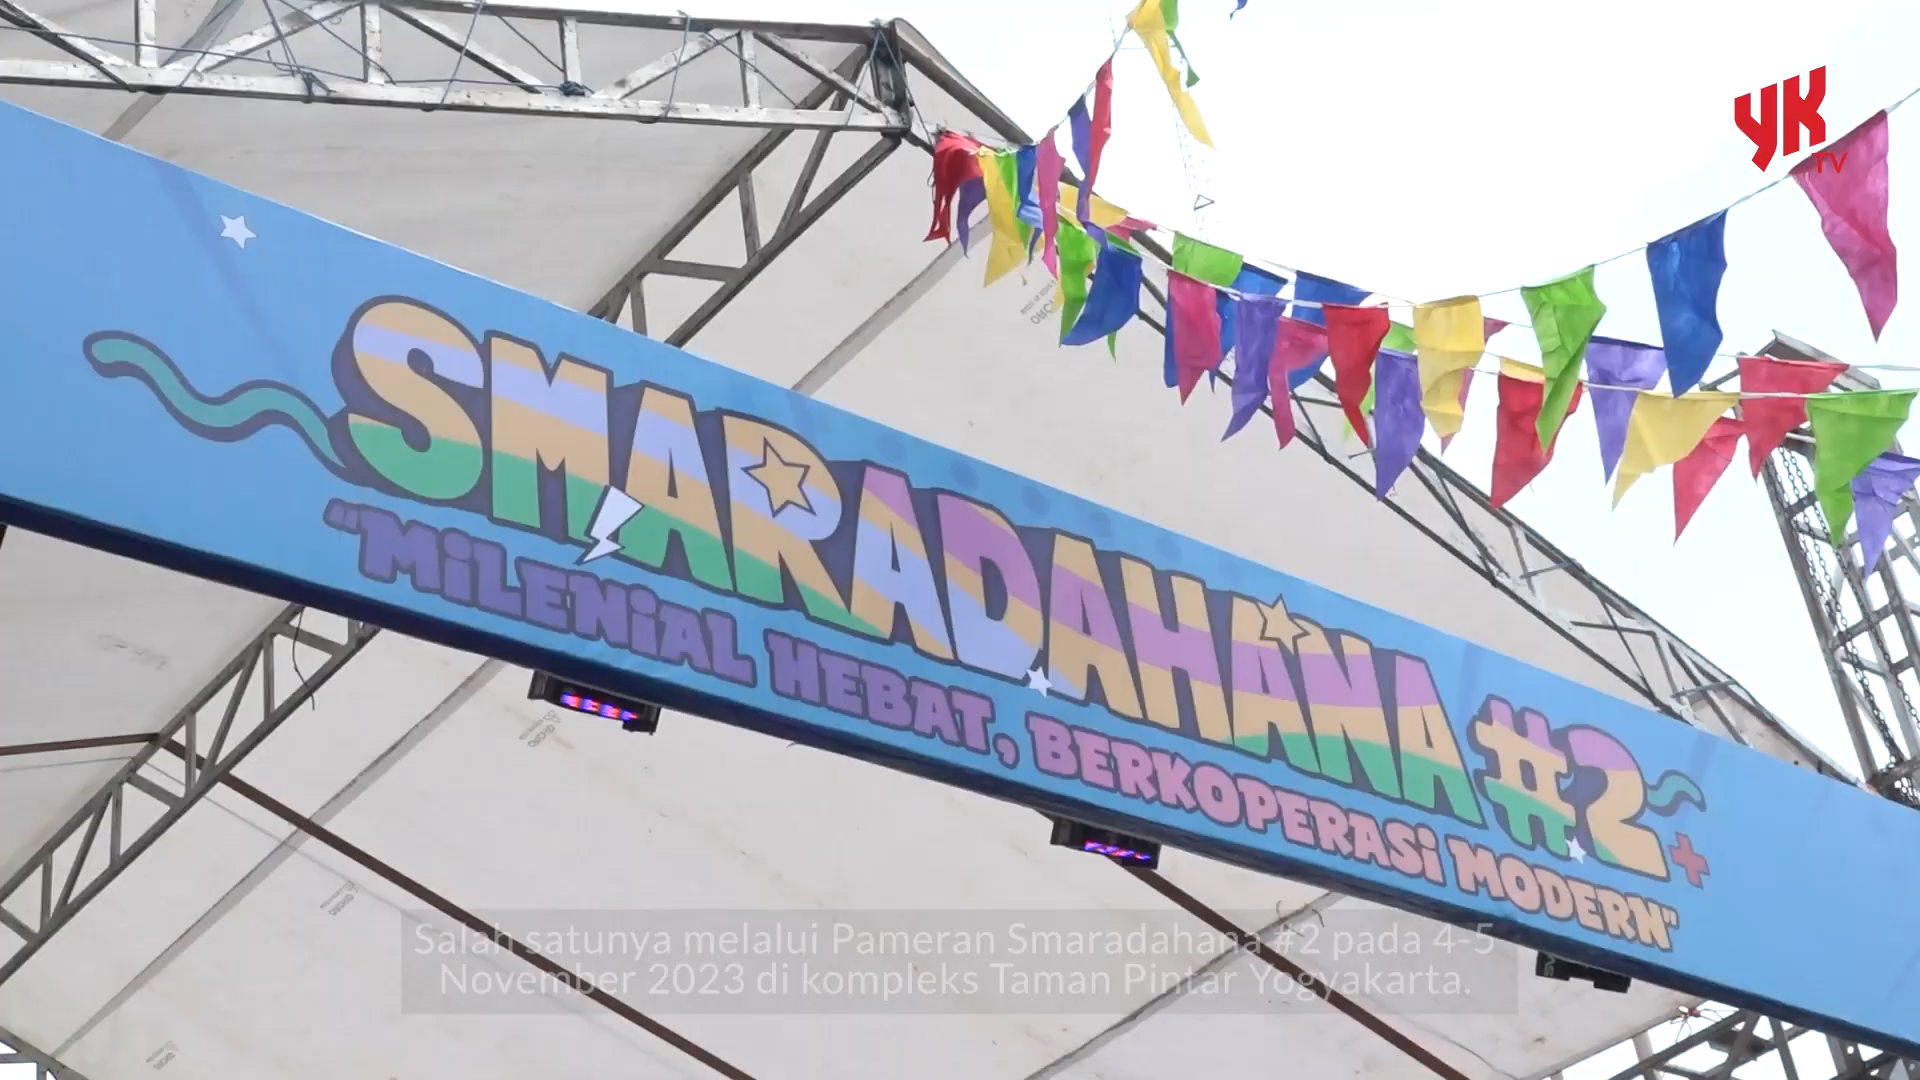 YK
TV
SMARADAHANA #2
"MiLENiAL HEBAT, BERKOPERASi MODERN"
Salah satunya melalui Pameran Smaradahana #2 pada 4-5
November 2023 di kompleks Taman Pintar Yogyakarta.